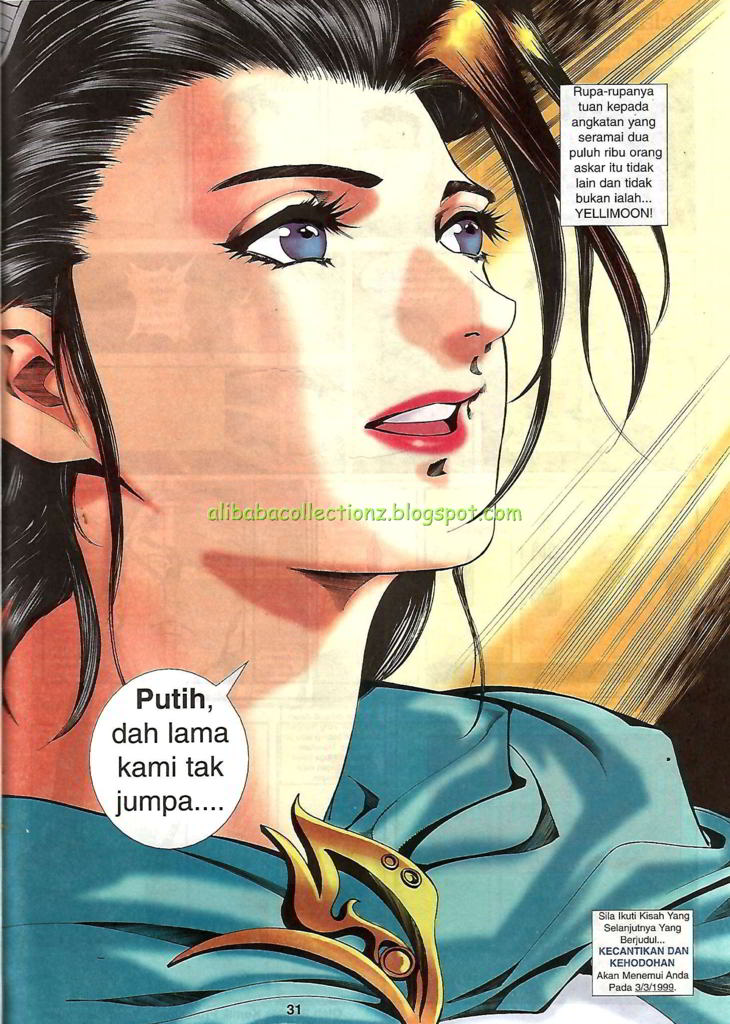 Rupa-rupanya
tuan kepada
angkatan yang
seramai dua
puluh ribu orang
askar itu tidak
lain dan tidak
bukan ialah...
YELLIMOON!
alibabacollectionz.blogspot.com
Putih,
dah lama
kami tak
jumpa....
Sila Ikuti Kisah Yang
Selanjutnya Yang
Berjudul...
KECANTIKAN DAN
KEHODOHAN
Akan Menemui Anda
Pada 3/3/1999.
31